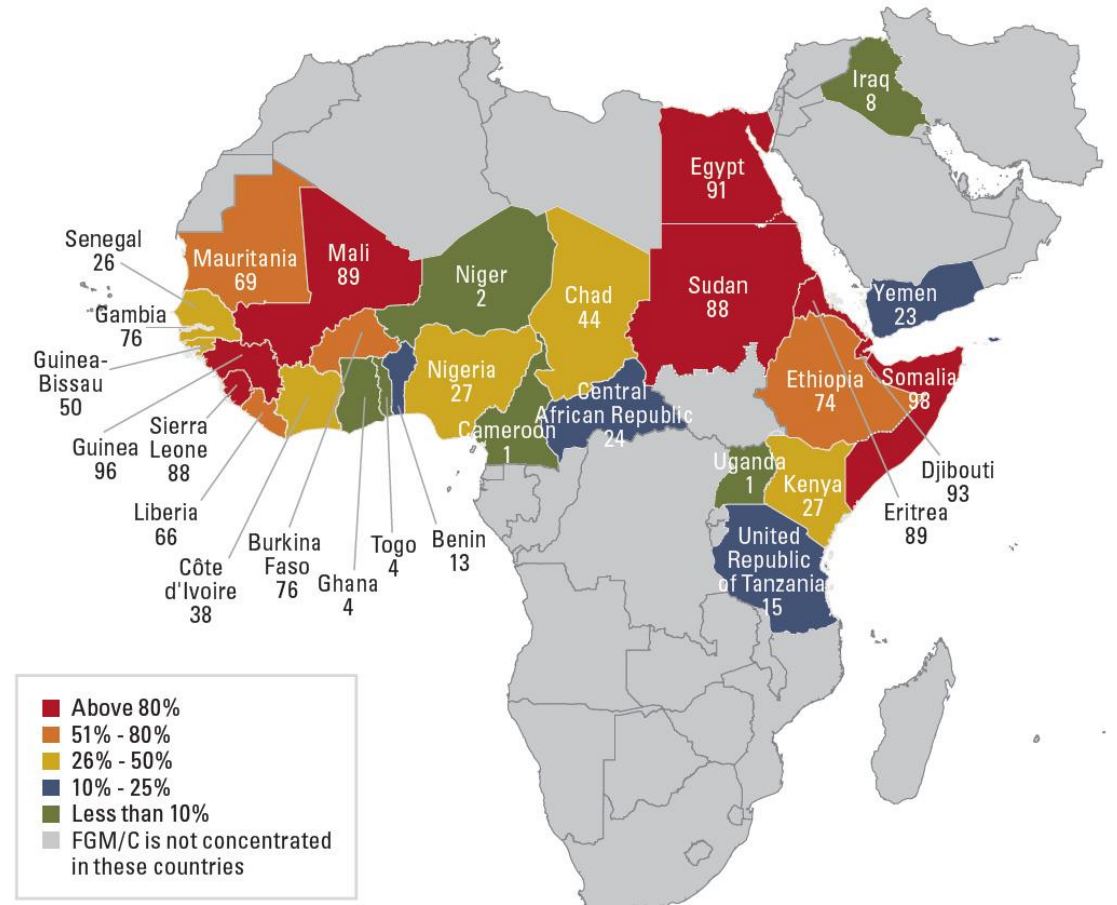 Iraq
8
Egypt
91
Senegal
26
Mauritania
69
Mali
89
Niger
2
Chad
44
Sudan
88
Yemen
23
Gambia
76
Guinea-
Bissau
50
Nigeria
27
Ethiopia
74
Somalia
98
Central
African Republic
24
Cameroon
1
Guinea
96
Sierra
Leone
88
Uganda
1
Kenya
27
Djibouti
93
Eritrea
89
Liberia
66
Côte
d'Ivoire
38
Burkina
Faso
76
Ghana
4
Togo
4
Benin
13
United
Republic
of Tanzania
15
Above 80%
51% - 80%
26% - 50%
10% - 25%
Less than 10%
FGM/C is not concentrated
in these countries